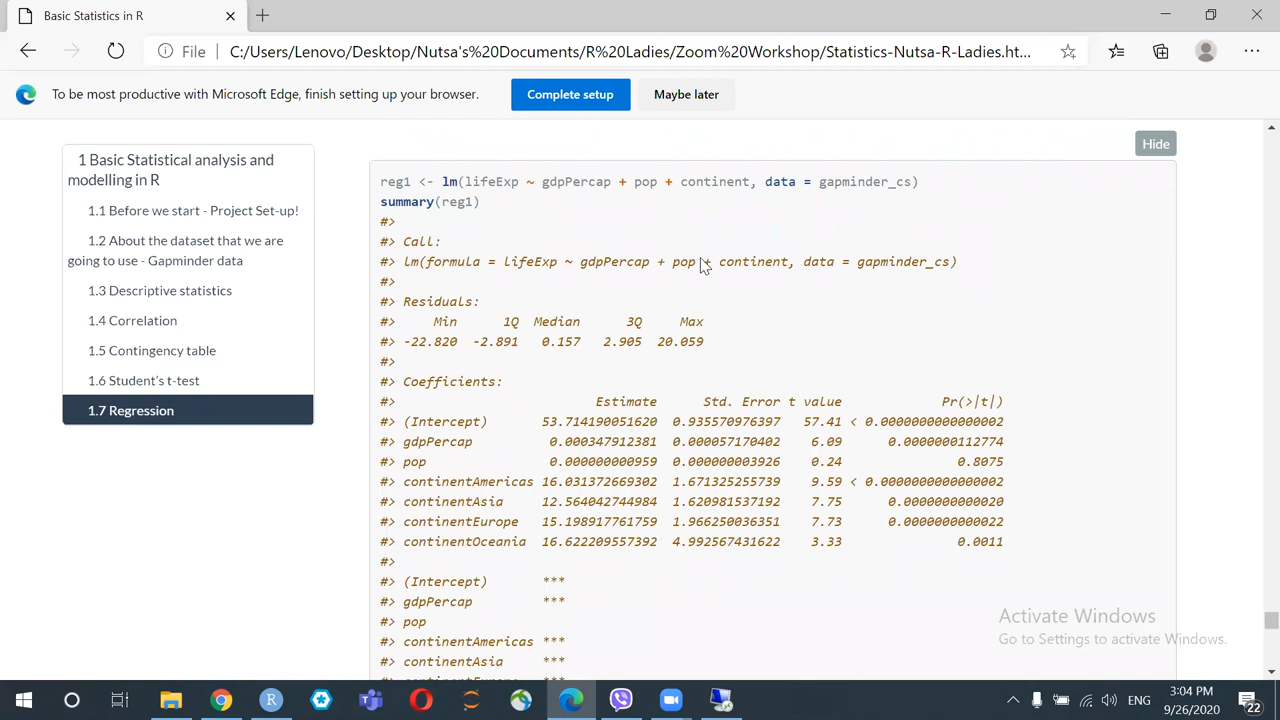 Basic Statistics in R
File
C:/Users/Lenovo/Desktop/Nutsa's%20Documents/R%20Ladies/Zoom%20Workshop/Statistics-Nutsa-R-Ladies.ht...
To be most productive with Microsoft Edge, finish setting up your browser.
Complete setup
Maybe later
1 Basic Statistical analysis and
modelling in R
1.1 Before we start - Project Set-up!
1.2 About the dataset that we are
going to use - Gapminder data
1.3 Descriptive statistics
1.4 Correlation
1.5 Contingency table
1.6 Student's t-test
1.7 Regression
Hide
reg1 <- lm(lifeExp ~ gdpPercap + pop + continent, data = gapminder_cs)
summary(reg1)
#>
#> Call:
#> lm(formula = lifeExp ~ gdpPercap + pop + continent, data = gapminder_cs)
#>
#> Residuals:
#> Min 1Q Median 3Q Max
#> -22.820 -2.891 0.157 2.905 20.059
#>
#> Coefficients:
#> Estimate Std. Error t value Pr(>|t|)
#> (Intercept) 53.714190051620 0.935570976397 57.41 < 0.0000000000000002
#> gdpPercap 0.000347912381 0.000057170402 6.09 0.0000000112774
#> pop 0.000000000959 0.000000003926 0.24 0.8075
#> continentAmericas 16.031372669302 1.671325255739 9.59 < 0.0000000000000002
#> continentAsia 12.564042744984 1.620981537192 7.75 0.0000000000020
#> continentEurope 15.198917761759 1.966250036351 7.73 0.0000000000022
#> continentOceania 16.622209557392 4.992567431622 3.33 0.0011
#>
#> (Intercept) ***
#> gdpPercap ***
#> pop
#> continentAmericas ***
#> continentAsia ***
Activate Windows
Go to Settings to activate Windows.
ENG
3:04 PM
9/26/2020
22